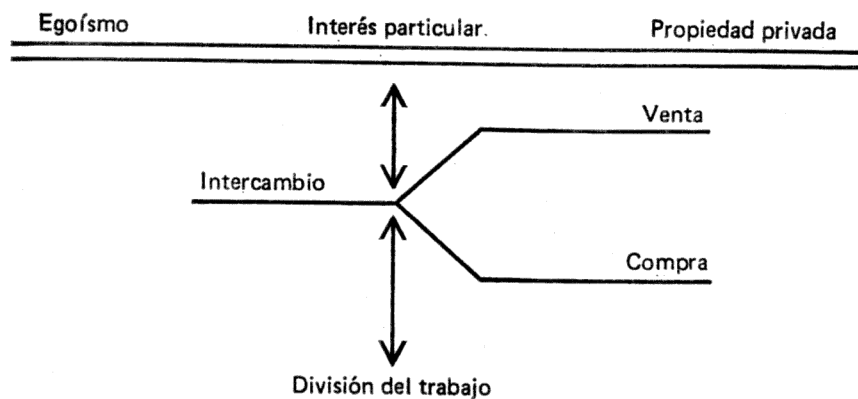 Egoísmo Interés particular. Propiedad privada
Venta
Intercambio
Compra
División del trabajo